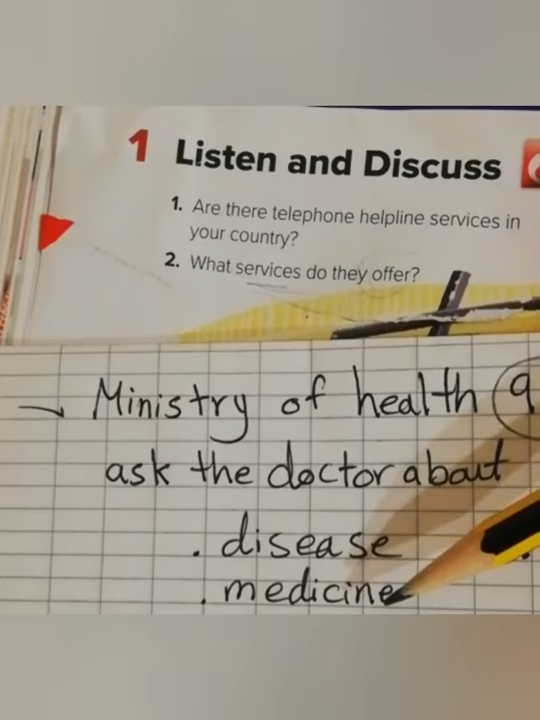 1 Listen and Discuss
1. Are there telephone helpline services in
your country?
2. What services do they offer?
→ Ministry of health (9
ask the doctor about
. disease
. medicine